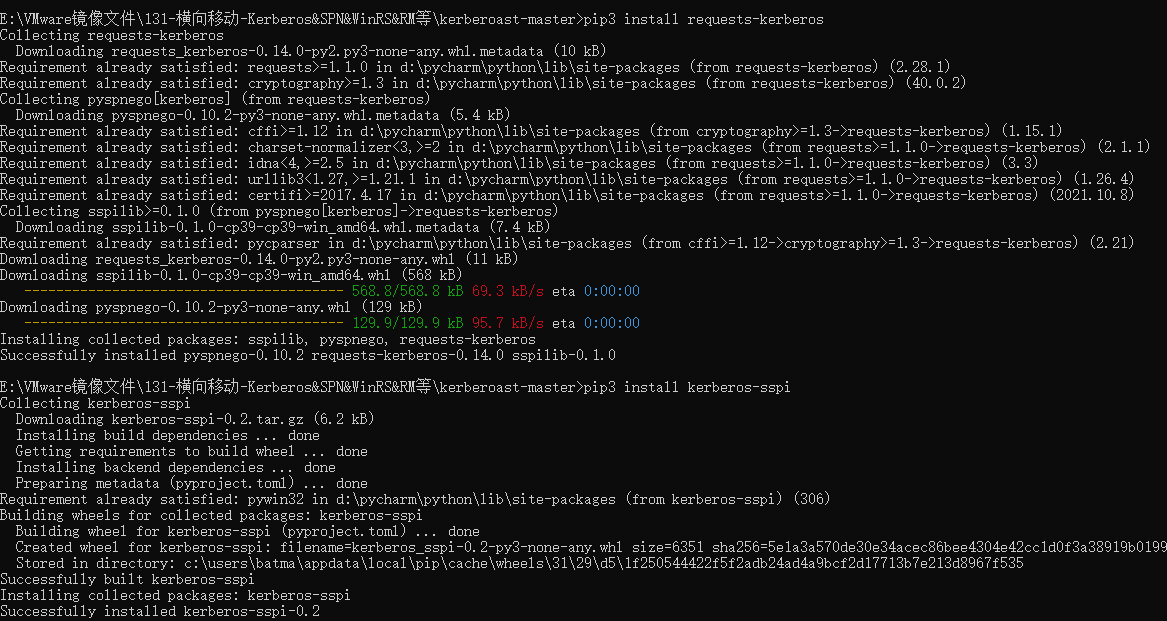 E:\VMware镜像文件\131-横向移动-Kerberos&SPN&WinRS&RM等\kerberoast-master>pip3 install requests-kerberos
Collecting requests-kerberos
  Downloading requests_kerberos-0.14.0-py2.py3-none-any.whl.metadata (10 kB)
Requirement already satisfied: requests>=1.1.0 in d:\pycharm\python\lib\site-packages (from requests-kerberos) (2.28.1)
Requirement already satisfied: cryptography>=1.3 in d:\pycharm\python\lib\site-packages (from requests-kerberos) (40.0.2)
Collecting pyspnego[kerberos] (from requests-kerberos)
  Downloading pyspnego-0.10.2-py3-none-any.whl.metadata (5.4 kB)
Requirement already satisfied: cffi>=1.12 in d:\pycharm\python\lib\site-packages (from cryptography>=1.3->requests-kerberos) (1.15.1)
Requirement already satisfied: charset-normalizer<3,>=2 in d:\pycharm\python\lib\site-packages (from requests>=1.1.0->requests-kerberos) (2.1.1)
Requirement already satisfied: idna<4,>=2.5 in d:\pycharm\python\lib\site-packages (from requests>=1.1.0->requests-kerberos) (3.3)
Requirement already satisfied: urllib3<1.27,>=1.21.1 in d:\pycharm\python\lib\site-packages (from requests>=1.1.0->requests-kerberos) (1.26.4)
Requirement already satisfied: certifi>=2017.4.17 in d:\pycharm\python\lib\site-packages (from requests>=1.1.0->requests-kerberos) (2021.10.8)
Collecting sspilib>=0.1.0 (from pyspnego[kerberos]->requests-kerberos)
  Downloading sspilib-0.1.0-cp39-cp39-win_amd64.whl.metadata (7.4 kB)
Requirement already satisfied: pycparser in d:\pycharm\python\lib\site-packages (from cffi>=1.12->cryptography>=1.3->requests-kerberos) (2.21)
Downloading requests_kerberos-0.14.0-py2.py3-none-any.whl (11 kB)
Downloading sspilib-0.1.0-cp39-cp39-win_amd64.whl (568 kB)
   ---------------------------------------- 568.8/568.8 kB 69.3 kB/s eta 0:00:00
Downloading pyspnego-0.10.2-py3-none-any.whl (129 kB)
   ---------------------------------------- 129.9/129.9 kB 95.7 kB/s eta 0:00:00
Installing collected packages: sspilib, pyspnego, requests-kerberos
Successfully installed pyspnego-0.10.2 requests-kerberos-0.14.0 sspilib-0.1.0
E:\VMware镜像文件\131-横向移动-Kerberos&SPN&WinRS&RM等\kerberoast-master>pip3 install kerberos-sspi
Collecting kerberos-sspi
  Downloading kerberos-sspi-0.2.tar.gz (6.2 kB)
  Installing build dependencies ... done
  Getting requirements to build wheel ... done
  Installing backend dependencies ... done
  Preparing metadata (pyproject.toml) ... done
Requirement already satisfied: pywin32 in d:\pycharm\python\lib\site-packages (from kerberos-sspi) (306)
Building wheels for collected packages: kerberos-sspi
  Building wheel for kerberos-sspi (pyproject.toml) ... done
  Created wheel for kerberos-sspi: filename=kerberos_sspi-0.2-py3-none-any.whl size=6351 sha256=5e1a3a570de30e34acec86bee4304e42cc1d0f3a38919b0199
  Stored in directory: c:\users\batma\appdata\local\pip\cache\wheels\31\29\d5\1f250544422f5f2adb24ad4a9bcf2d17713b7e213d8967f535
Successfully built kerberos-sspi
Installing collected packages: kerberos-sspi
Successfully installed kerberos-sspi-0.2